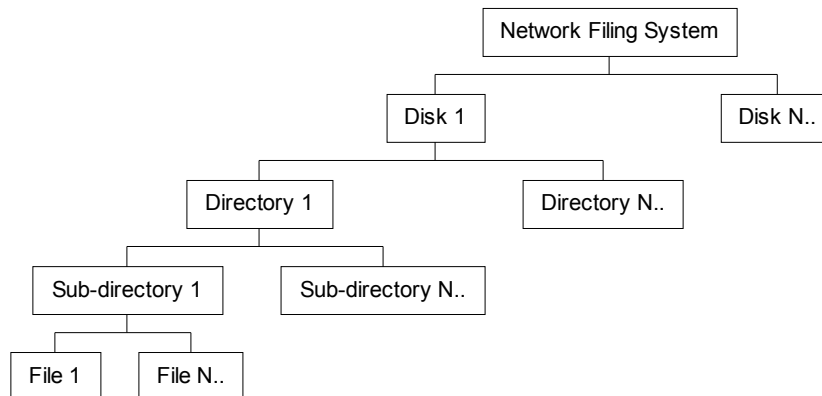 Network Filing System
Disk 1
Disk N..
Directory 1
Directory N..
Sub-directory 1
Sub-directory N..
File 1
File N..